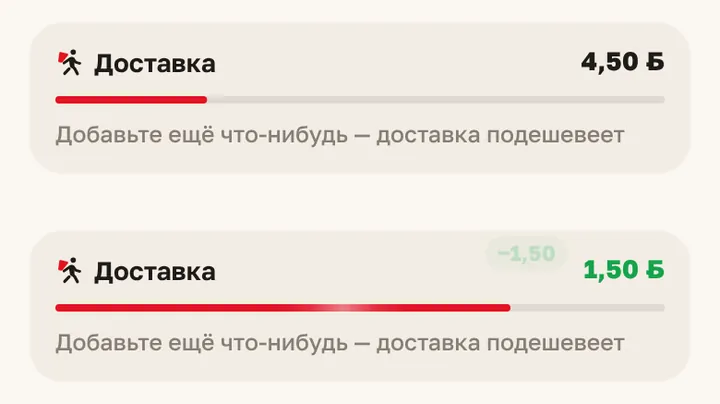 Доставка
4,50 Б
Добавьте ещё что-нибудь — доставка подешевеет
−1,50
Доставка
1,50 Б
Добавьте ещё что-нибудь — доставка подешевеет